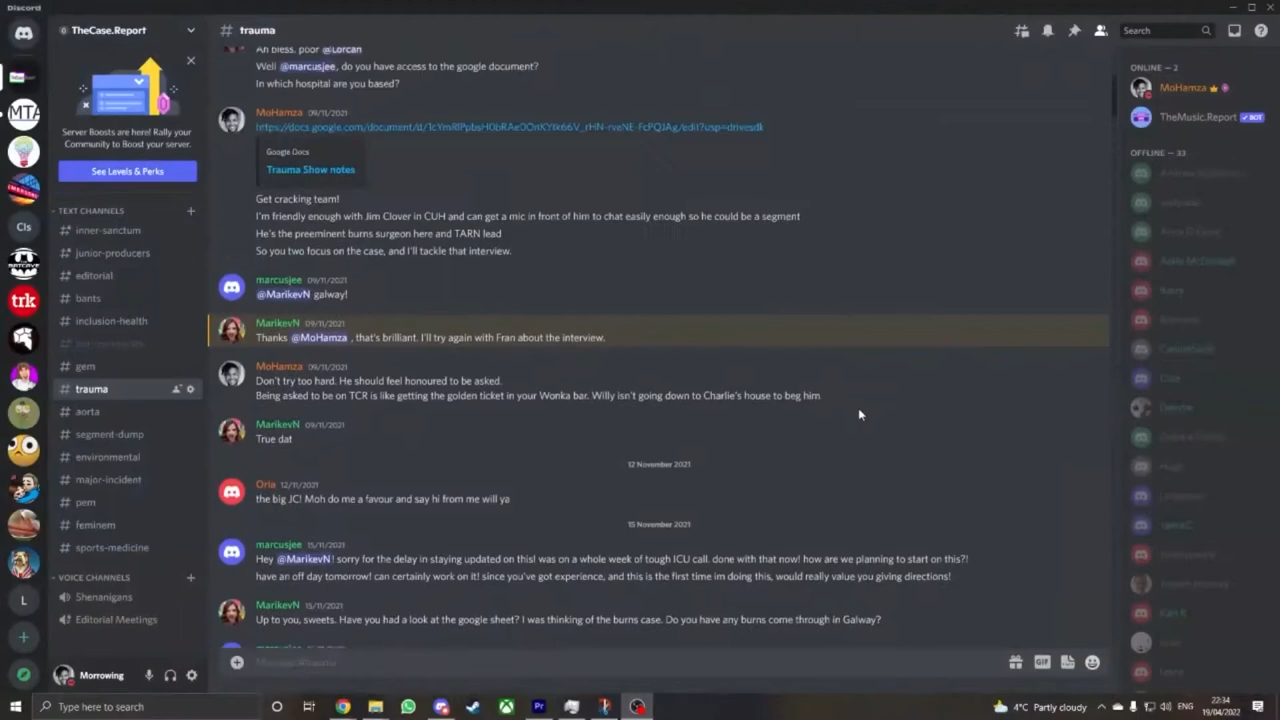 Discord
TheCase.Report
# trauma
Search
Server Boosts are here! Rally your
Community to Boost your server.
See Levels & Perks
TEXT CHANNELS
inner-sanctum
junior-producers
editorial
bants
inclusion-health
gem
trauma
aorta
segment-dump
environmental
major-incident
pem
feminem
sports-medicine
VOICE CHANNELS
Shenanigans
Editorial Meetings
MTA
Cls
BATCAVE
trk
L
Morrowing
Ah bless, poor @Lorcan
Well @marcusjee, do you have access to the google document?
In which hospital are you based?
MoHamza 09/11/2021
Google Docs
Trauma Show notes
Get cracking team!
I'm friendly enough with Jim Clover in CUH and can get a mic in front of him to chat easily enough so he could be a segment
He's the preeminent burns surgeon here and TARN lead
So you two focus on the case, and I'll tackle that interview.
marcusjee 09/11/2021
@MarikevN galway!
MarikevN 09/11/2021
Thanks @MoHamza , that's brilliant. I'll try again with Fran about the interview.
MoHamza 09/11/2021
Don't try too hard. He should feel honoured to be asked.
Being asked to be on TCR is like getting the golden ticket in your Wonka bar. Willy isn't going down to Charlie's house to beg him
MarikevN 09/11/2021
True dat
12 November 2021
Orla 12/11/2021
the big JC! Moh do me a favour and say hi from me will ya
15 November 2021
marcusjee 15/11/2021
Hey @MarikevN! sorry for the delay in staying updated on this! was on a whole week of tough ICU call. done with that now! how are we planning to start on this?!
have an off day tomorrow! can certainly work on it! since you've got experience, and this is the first time im doing this, would really value you giving directions!
MarikevN 15/11/2021
Up to you, sweets. Have you had a look at the google sheet? I was thinking of the burns case. Do you have any burns come through in Galway?
GIF
ONLINE — 2
MoHamza
TheMusic.Report BOT
OFFLINE — 33
Type here to search
4°C Partly cloudy
ENG
22:34
19/04/2022